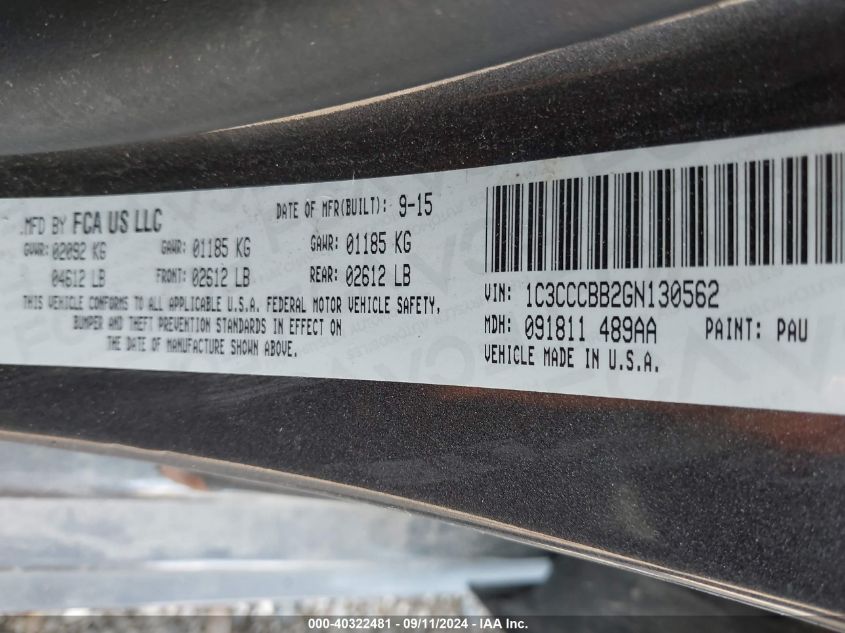 .MFD BY FCA US LLC
DATE OF MFR(BUILT): 9-15
GVWR: 02092 KG GAWR: 01185 KG GAWR: 01185 KG
04612 LB FRONT: 02612 LB REAR: 02612 LB
THIS VEHICLE CONFORMS TO ALL APPLICABLE U.S.A. FEDERAL MOTOR VEHICLE SAFETY,
BUMPER AND THEFT PREVENTION STANDARDS IN EFFECT ON
THE DATE OF MANUFACTURE SHOWN ABOVE.
VIN: 1C3CCCBB2GN130562
MDH: 091811 489AA PAINT: PAU
VEHICLE MADE IN U.S.A.
000-40322481 - 09/11/2024 - IAA Inc.